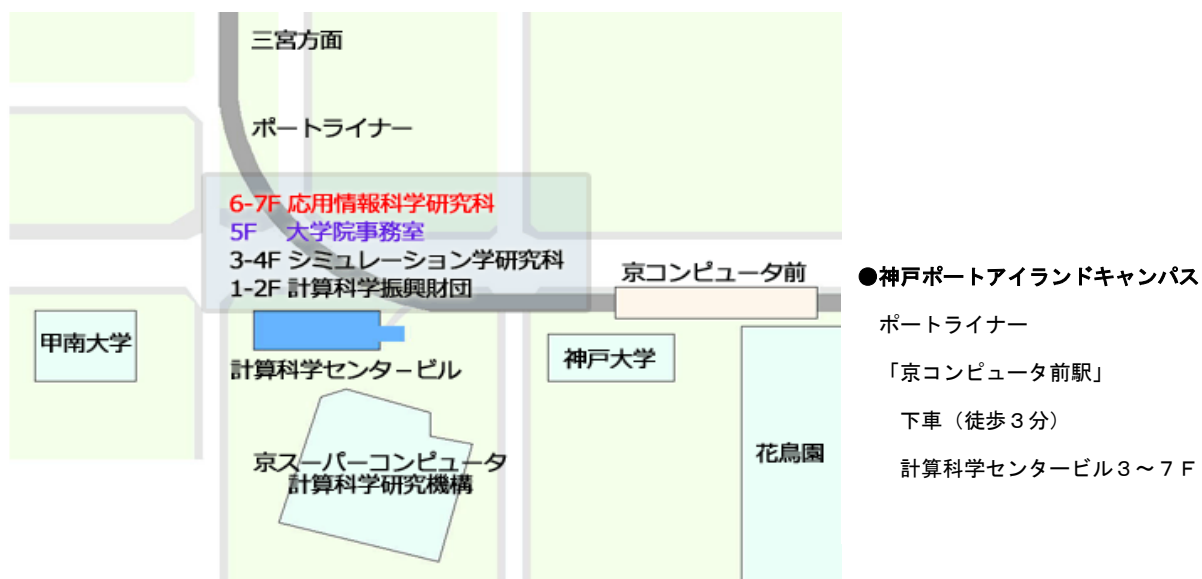 三宮方面
ポートライナー
6-7F 応用情報科学研究科
5F 大学院事務室
3-4F シミュレーション学研究科
1-2F 計算科学振興財団
京コンピュータ前
甲南大学
計算科学センタービル
神戸大学
花鳥園
京スーパーコンピュータ
計算科学研究機構
●神戸ポートアイランドキャンパス
ポートライナー
「京コンピュータ前駅」
下車（徒歩３分）
計算科学センタービル３～７Ｆ